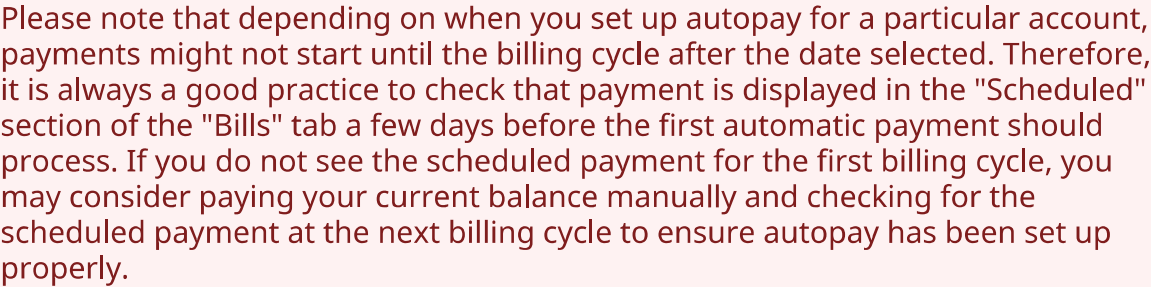 Please note that depending on when you set up autopay for a particular account,
payments might not start until the billing cycle after the date selected. Therefore,
it is always a good practice to check that payment is displayed in the "Scheduled"
section of the "Bills" tab a few days before the first automatic payment should
process. If you do not see the scheduled payment for the first billing cycle, you
may consider paying your current balance manually and checking for the
scheduled payment at the next billing cycle to ensure autopay has been set up
properly.